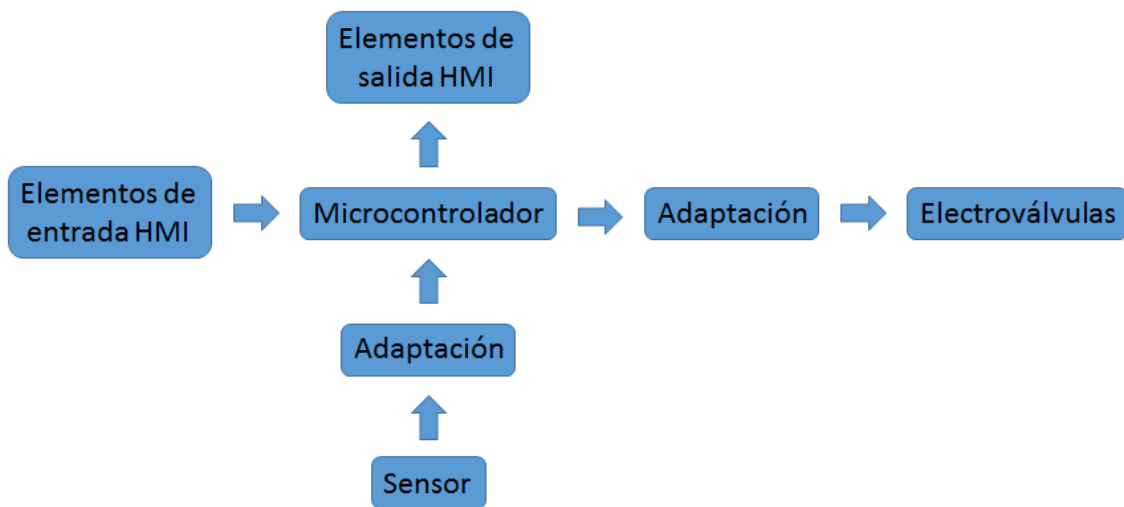 Elementos de
salida HMI
Elementos de
entrada HMI
Microcontrolador
Adaptación
Electroválvulas
Adaptación
Sensor